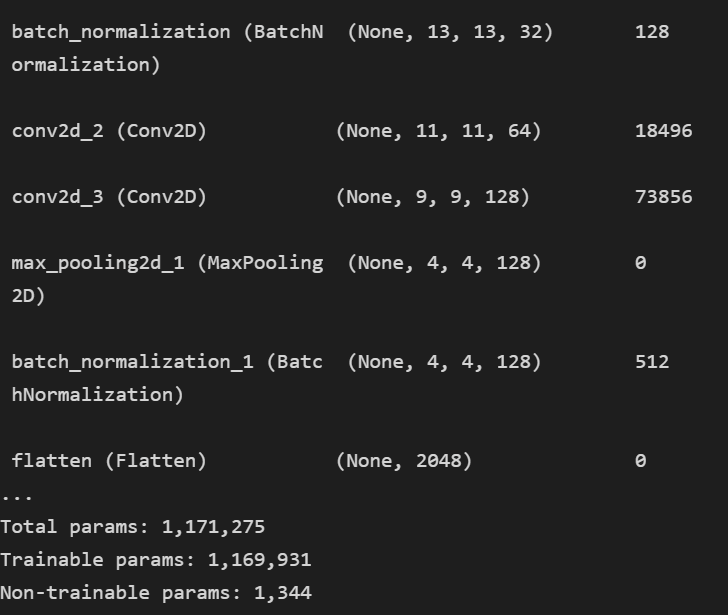 batch_normalization (BatchN  (None, 13, 13, 32)       128
ormalization)
conv2d_2 (Conv2D)           (None, 11, 11, 64)        18496
conv2d_3 (Conv2D)           (None, 9, 9, 128)         73856
max_pooling2d_1 (MaxPooling  (None, 4, 4, 128)        0
2D)
batch_normalization_1 (Batc  (None, 4, 4, 128)        512
hNormalization)
flatten (Flatten)           (None, 2048)              0
...
Total params: 1,171,275
Trainable params: 1,169,931
Non-trainable params: 1,344